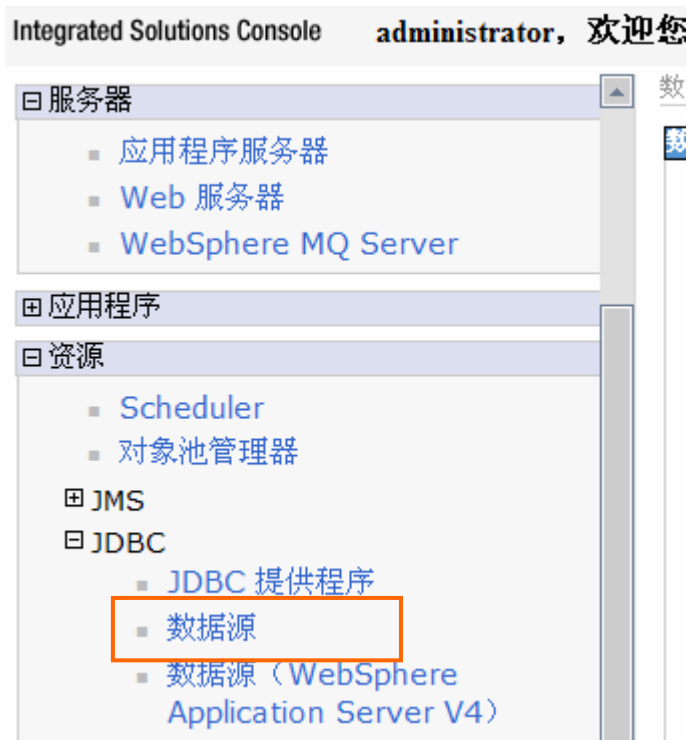 Integrated Solutions Console administrator，欢迎您
数
数
服务器
应用程序服务器
Web 服务器
WebSphere MQ Server
应用程序
资源
Scheduler
对象池管理器
JMS
JDBC
JDBC 提供程序
数据源
数据源（WebSphere
Application Server V4）